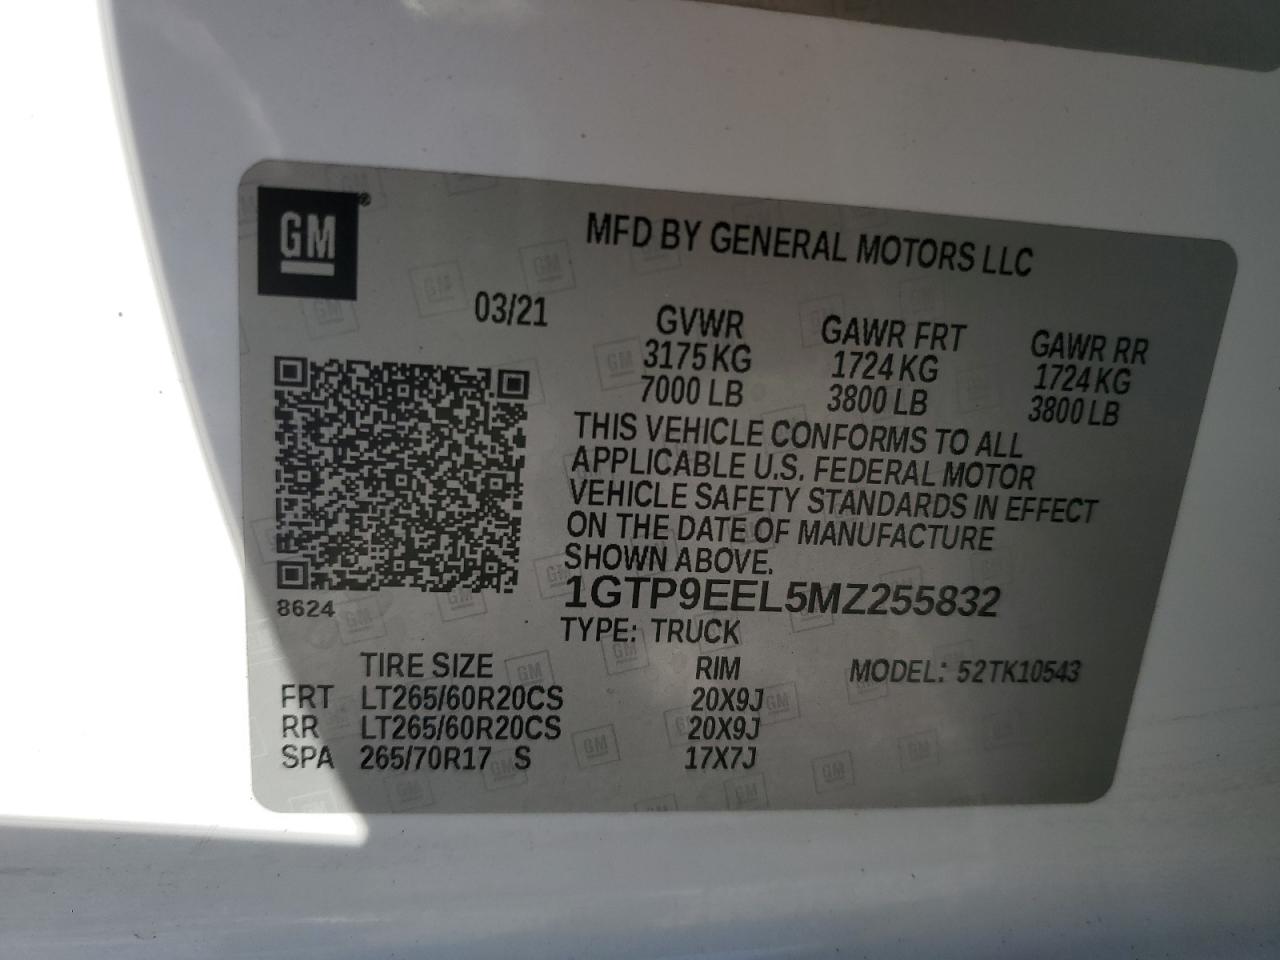 GM ®
MFD BY GENERAL MOTORS LLC
03/21
GVWR GAWR FRT GAWR RR
3175 KG 1724 KG 1724 KG
7000 LB 3800 LB 3800 LB
THIS VEHICLE CONFORMS TO ALL
APPLICABLE U.S. FEDERAL MOTOR
VEHICLE SAFETY STANDARDS IN EFFECT
ON THE DATE OF MANUFACTURE
SHOWN ABOVE.
1GTP9EEL5MZ255832
8624
TYPE: TRUCK
TIRE SIZE RIM MODEL: 52TK10543
FRT LT265/60R20CS 20X9J
RR LT265/60R20CS 20X9J
SPA 265/70R17 S 17X7J